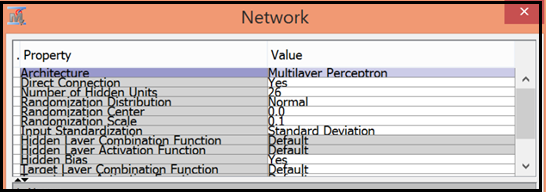 Network
. Property Value
Architecture Multilayer Perceptron
Direct Connection Yes
Number of Hidden Units 26
Randomization Distribution Normal
Randomization Center 0.0
Randomization Scale 0.1
Input Standardization Standard Deviation
Hidden Layer Combination Function Default
Hidden Layer Activation Function Default
Hidden Bias Yes
Target Layer Combination Function Default